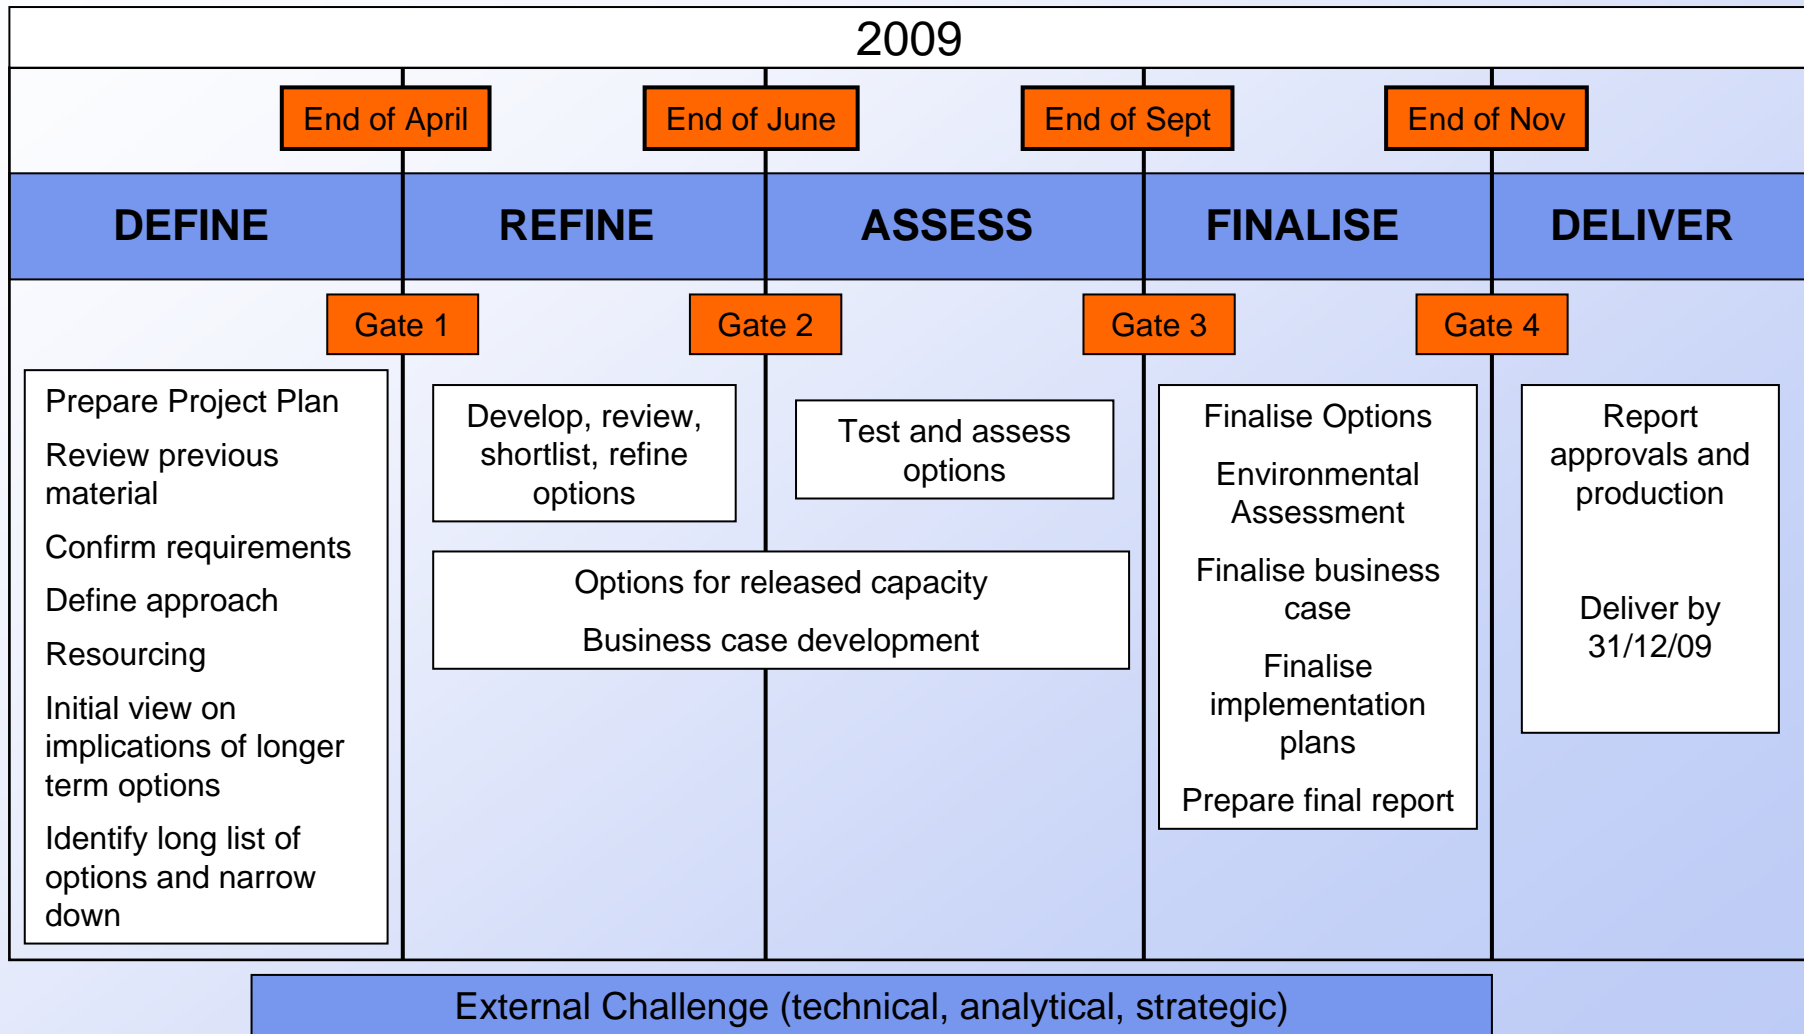 2009
End of April
End of June
End of Sept
End of Nov
DEFINE
REFINE
ASSESS
FINALISE
DELIVER
Gate 1
Gate 2
Gate 3
Gate 4
Prepare Project Plan
Review previous
material
Confirm requirements
Define approach
Resourcing
Initial view on
implications of longer
term options
Identify long list of
options and narrow
down
Develop, review,
shortlist, refine
options
Test and assess
options
Options for released capacity
Business case development
Finalise Options
Environmental
Assessment
Finalise business
case
Finalise
implementation
plans
Prepare final report
Report
approvals and
production
Deliver by
31/12/09
External Challenge (technical, analytical, strategic)